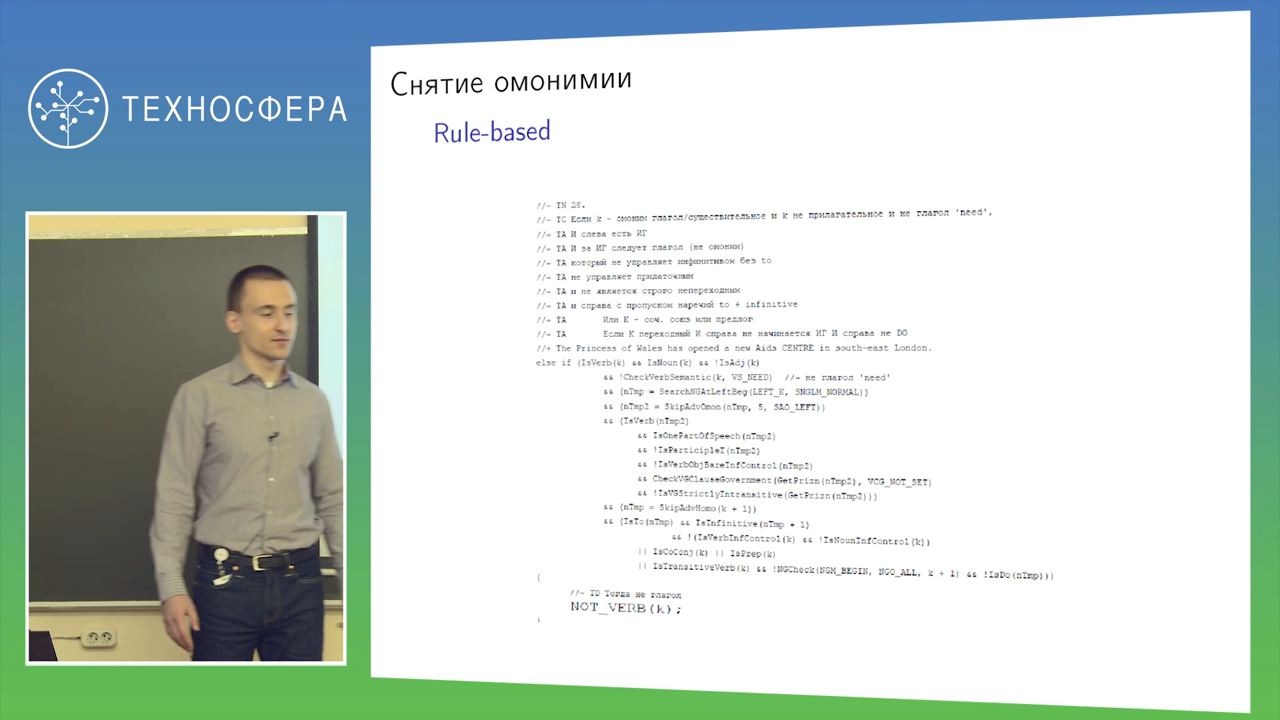 ТЕХНОСФЕРА
Снятие омонимии
Rule-based
//- TN 28.
//- TC Если k - омоним глагол/существительное и k не прилагательное и не глагол 'need',
//- TA И слева есть ИГ
//- TA И за ИГ следует глагол (не омоним)
//- TA который не управляет инфинитивом без to
//- TA не управляет придаточным
//- TA и не является строго непереходным
//- TA и справа с пропуском наречий to + infinitive
//- TA Или К - соч. союз или предлог
//- TA Если К переходный И справа не начинается ИГ И справа не DO
//+ The Princess of Wales has opened a new Aids CENTRE in south-east London.
else if (IsVerb(k) && IsNoun(k) && !IsAdj(k)
&& !CheckVerbSemantic(k, VS_NEED) //- не глагол 'need'
&& (nTmp = SearchNGAtLeftBeg(LEFT_K, SNGLM_NORMAL))
&& (nTmp2 = SkipAdvOmon(nTmp, 5, SAO_LEFT))
&& (IsVerb(nTmp2)
&& IsOnePartOfSpeech(nTmp2)
&& !IsParticipleI(nTmp2)
&& !IsVerbObjBareInfControl(nTmp2)
&& CheckVGClauseGovernment(GetPrizn(nTmp2), VCG_NOT_SET)
&& !IsVGStrictlyIntransitive(GetPrizn(nTmp2)))
&& (nTmp = SkipAdvHomo(k + 1))
&& (IsTo(nTmp) && IsInfinitive(nTmp + 1)
&& !(IsVerbInfControl(k) && !IsNounInfControl(k))
|| IsCoConj(k) || IsPrep(k)
|| IsTransitiveVerb(k) && !NGCheck(NGM_BEGIN, NGO_ALL, k + 1) && !IsDo(nTmp)))
{
//- TD Тогда не глагол
NOT_VERB(k);
}